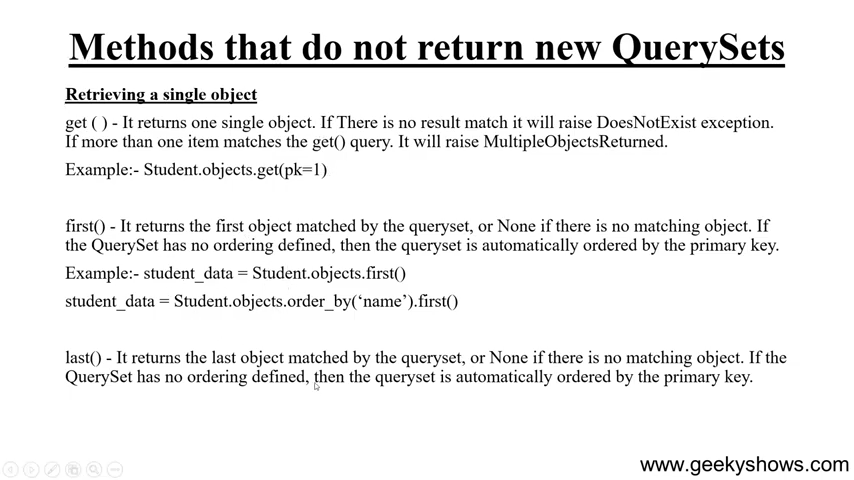 Methods that do not return new QuerySets
Retrieving a single object
get ( ) - It returns one single object. If There is no result match it will raise DoesNotExist exception.
If more than one item matches the get() query. It will raise MultipleObjectsReturned.
Example:- Student.objects.get(pk=1)
first() - It returns the first object matched by the queryset, or None if there is no matching object. If
the QuerySet has no ordering defined, then the queryset is automatically ordered by the primary key.
Example:- student_data = Student.objects.first()
student_data = Student.objects.order_by(‘name’).first()
last() - It returns the last object matched by the queryset, or None if there is no matching object. If the
QuerySet has no ordering defined, then the queryset is automatically ordered by the primary key.
www.geekyshows.com